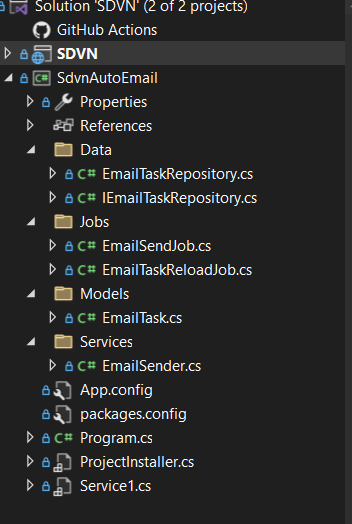 Solution 'SDVN' (2 of 2 projects)
GitHub Actions
SDVN
C# SdvnAutoEmail
Properties
References
Data
C# EmailTaskRepository.cs
C# IEmailTaskRepository.cs
Jobs
C# EmailSendJob.cs
C# EmailTaskReloadJob.cs
Models
C# EmailTask.cs
Services
C# EmailSender.cs
App.config
packages.config
C# Program.cs
ProjectInstaller.cs
Service1.cs